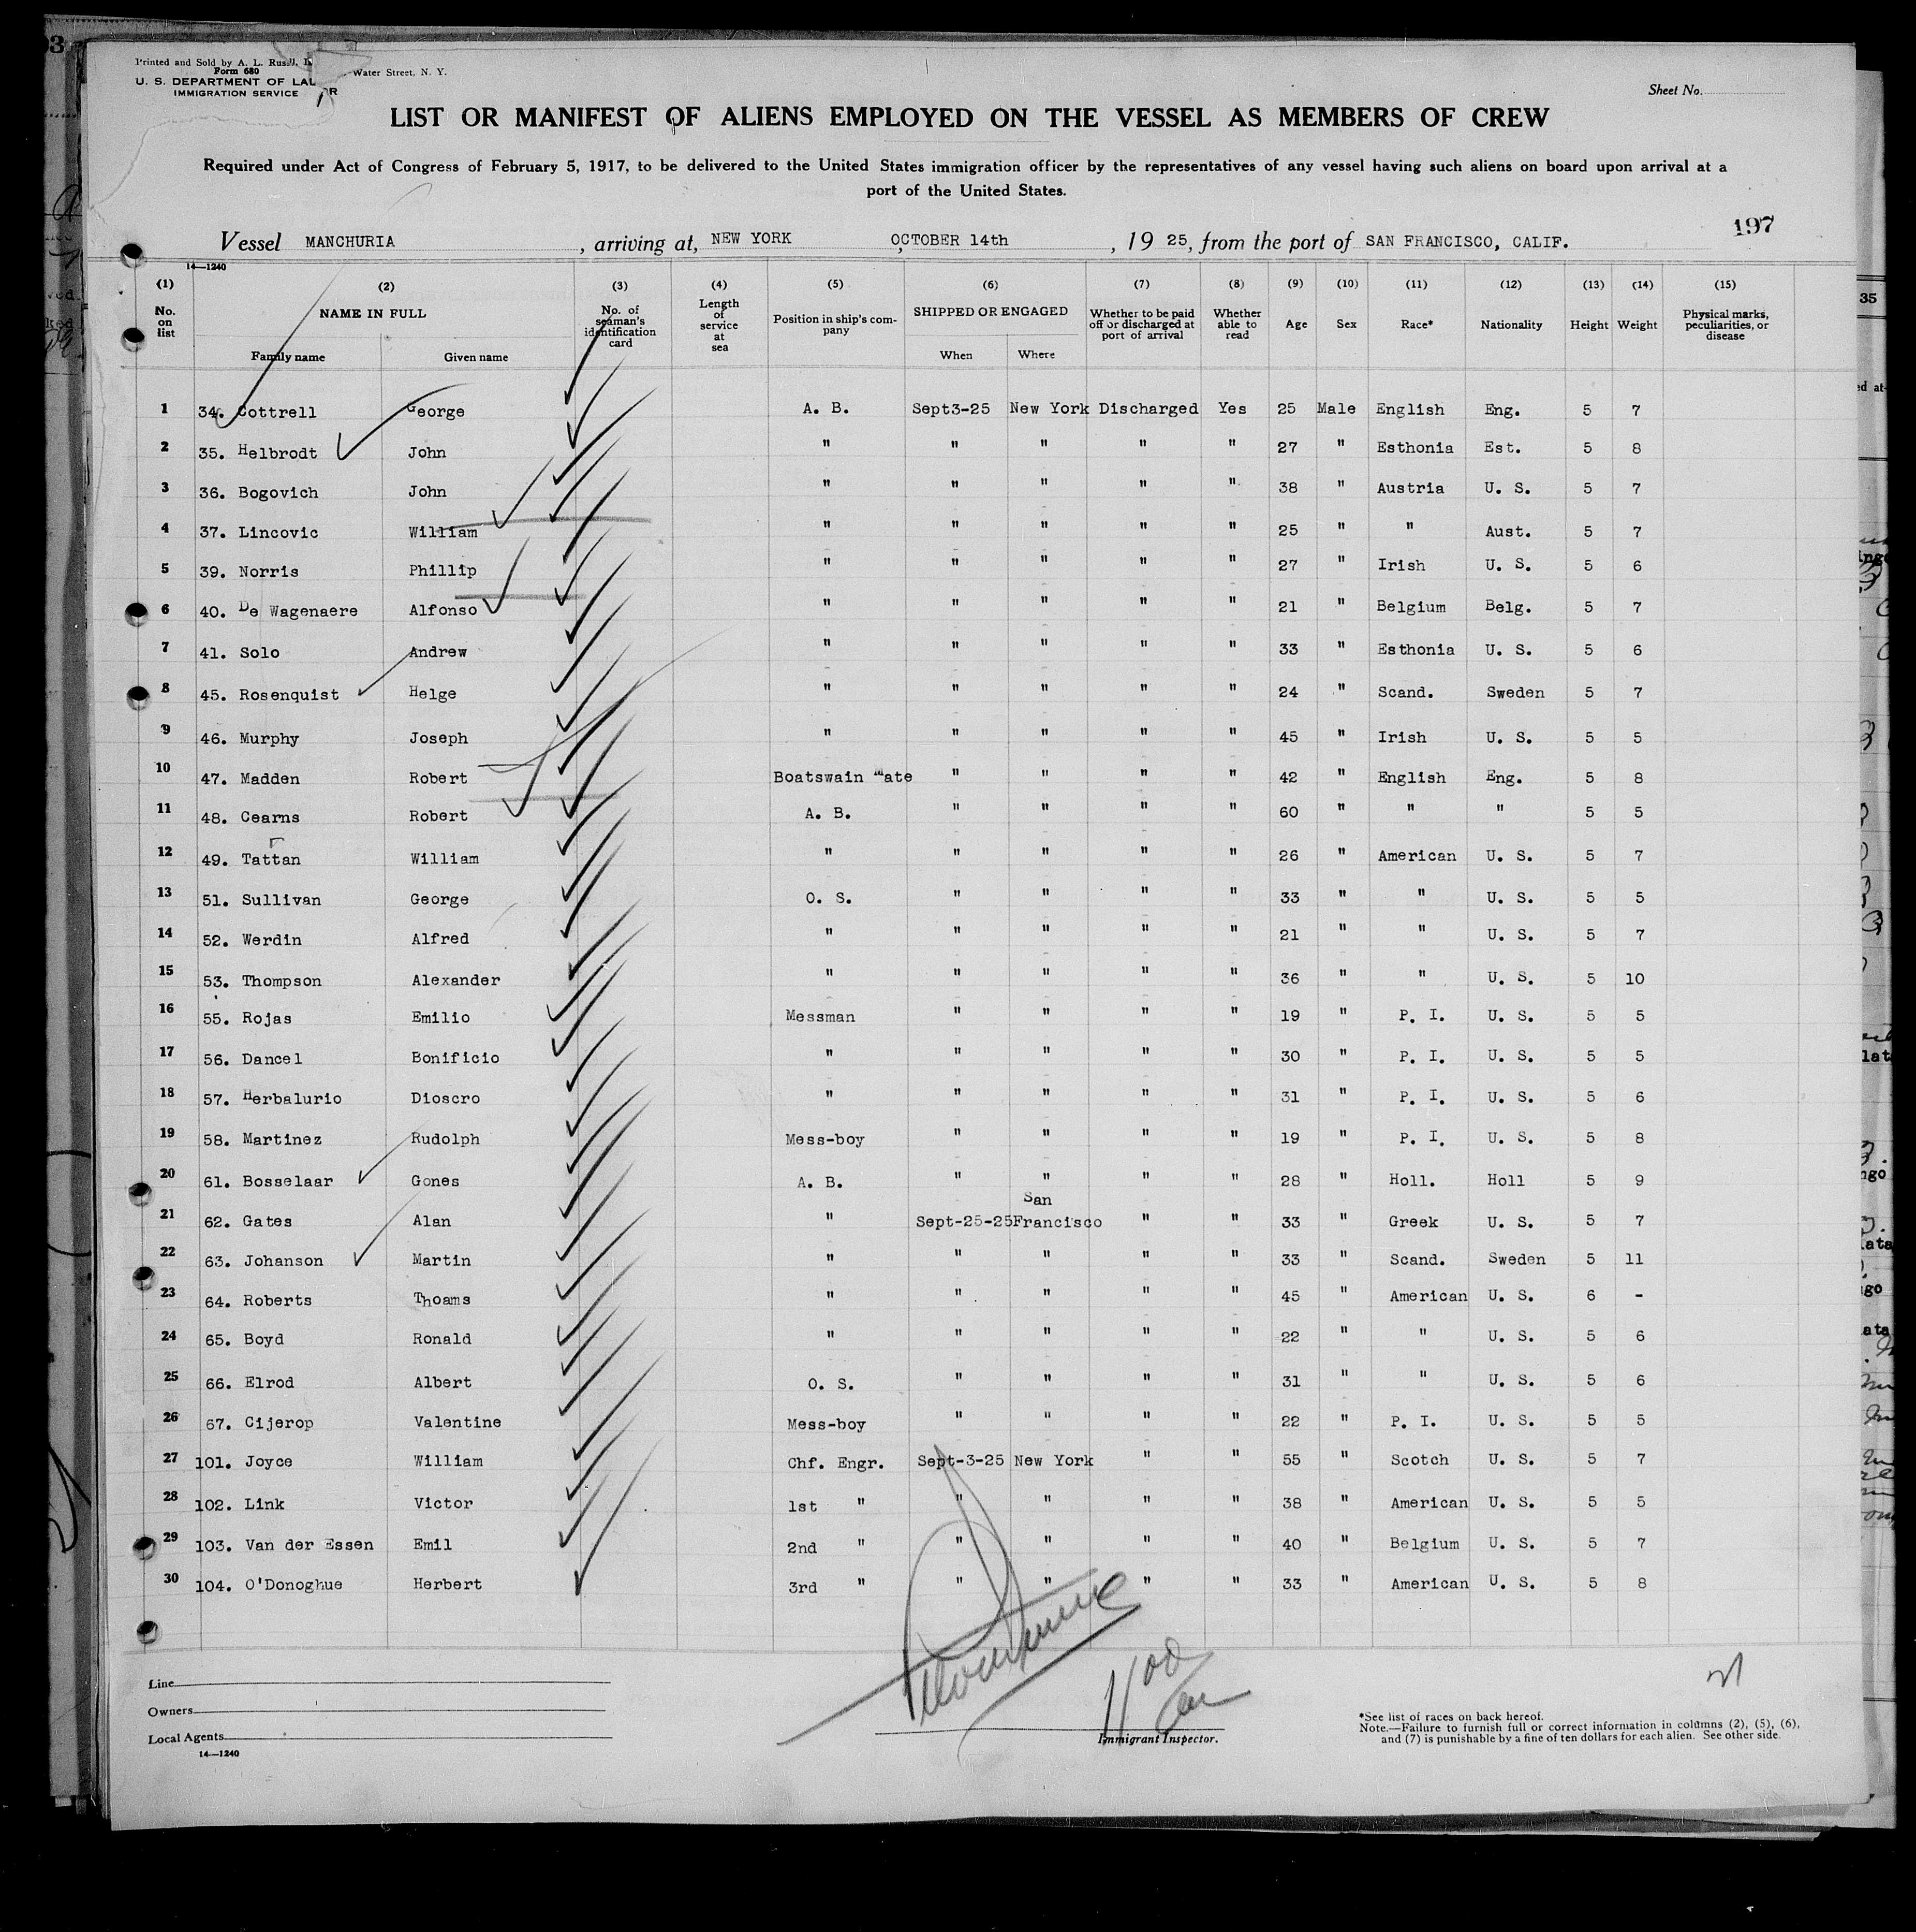 Printed and Sold by A. L. Russ
Water Street, N. Y.
Form 680
U. S. DEPARTMENT OF LABOR
IMMIGRATION SERVICE
Sheet No.
LIST OR MANIFEST OF ALIENS EMPLOYED ON THE VESSEL AS MEMBERS OF CREW
Required under Act of Congress of February 5, 1917, to be delivered to the United States immigration officer by the representatives of any vessel having such aliens on board upon arrival at a
port of the United States.
197
Vessel MANCHURIA, arriving at, NEW YORK OCTOBER 14th, 19 25, from the port of SAN FRANCISCO, CALIF.
14—1240
(1) (2) (3) (4) (5) (6) (7) (8) (9) (10) (11) (12) (13) (14) (15)
No. on list NAME IN FULL No. of seaman's identification card Length of service at sea Position in ship's company SHIPPED OR ENGAGED Whether to be paid off or discharged at port of arrival Whether able to read Age Sex Race* Nationality Height Weight Physical marks, peculiarities, or disease
Family name Given name When Where
1 34. Cottrell George A. B. Sept3-25 New York Discharged Yes 25 Male English Eng. 5 7
2 35. Helbrodt John " " " " " 27 " Esthonia Est. 5 8
3 36. Bogovich John " " " " " 38 " Austria U. S. 5 7
4 37. Lincovic William " " " " " 25 " " Aust. 5 7
5 39. Norris Phillip " " " " " 27 " Irish U. S. 5 6
6 40. De Wagenaere Alfonso " " " " " 21 " Belgium Belg. 5 7
7 41. Solo Andrew " " " " " 33 " Esthonia U. S. 5 6
8 45. Rosenquist Helge " " " " " 24 " Scand. Sweden 5 7
9 46. Murphy Joseph " " " " " 45 " Irish U. S. 5 5
10 47. Madden Robert Boatswain Mate " " " " 42 " English Eng. 5 8
11 48. Cearns Robert A. B. " " " " 60 " " " 5 5
12 49. Tattan William " " " " " 26 " American U. S. 5 7
13 51. Sullivan George O. S. " " " " 33 " " U. S. 5 5
14 52. Werdin Alfred " " " " " 21 " " U. S. 5 7
15 53. Thompson Alexander " " " " " 36 " " U. S. 5 10
16 55. Rojas Emilio Messman " " " " 19 " P. I. U. S. 5 5
17 56. Dancel Bonificio " " " " " 30 " P. I. U. S. 5 5
18 57. Herbalurio Dioscro " " " " " 31 " P. I. U. S. 5 6
19 58. Martinez Rudolph Mess-boy " " " " 19 " P. I. U. S. 5 8
20 61. Bosselaar Gones A. B. " " " " 28 " Holl. Holl 5 9
San
21 62. Gates Alan " Sept-25-25 Francisco " " 33 " Greek U. S. 5 7
22 63. Johanson Martin " " " " " 33 " Scand. Sweden 5 11
23 64. Roberts Thoams " " " " " 45 " American U. S. 6 -
24 65. Boyd Ronald " " " " " 22 " " U. S. 5 6
25 66. Elrod Albert O. S. " " " " 31 " " U. S. 5 6
26 67. Cijerop Valentine Mess-boy " " " " 22 " P. I. U. S. 5 5
27 101. Joyce William Chf. Engr. Sept-3-25 New York " " 55 " Scotch U. S. 5 7
28 102. Link Victor 1st " " " " " 38 " American U. S. 5 5
29 103. Van der Essen Emil 2nd " " " " " 40 " Belgium U. S. 5 7
30 104. O'Donoghue Herbert 3rd " " " " " 33 " American U. S. 5 8
Line
Owners
Local Agents
14—1240
Immigrant Inspector.
*See list of races on back hereof.
Note.—Failure to furnish full or correct information in columns (2), (5), (6),
and (7) is punishable by a fine of ten dollars for each alien. See other side.